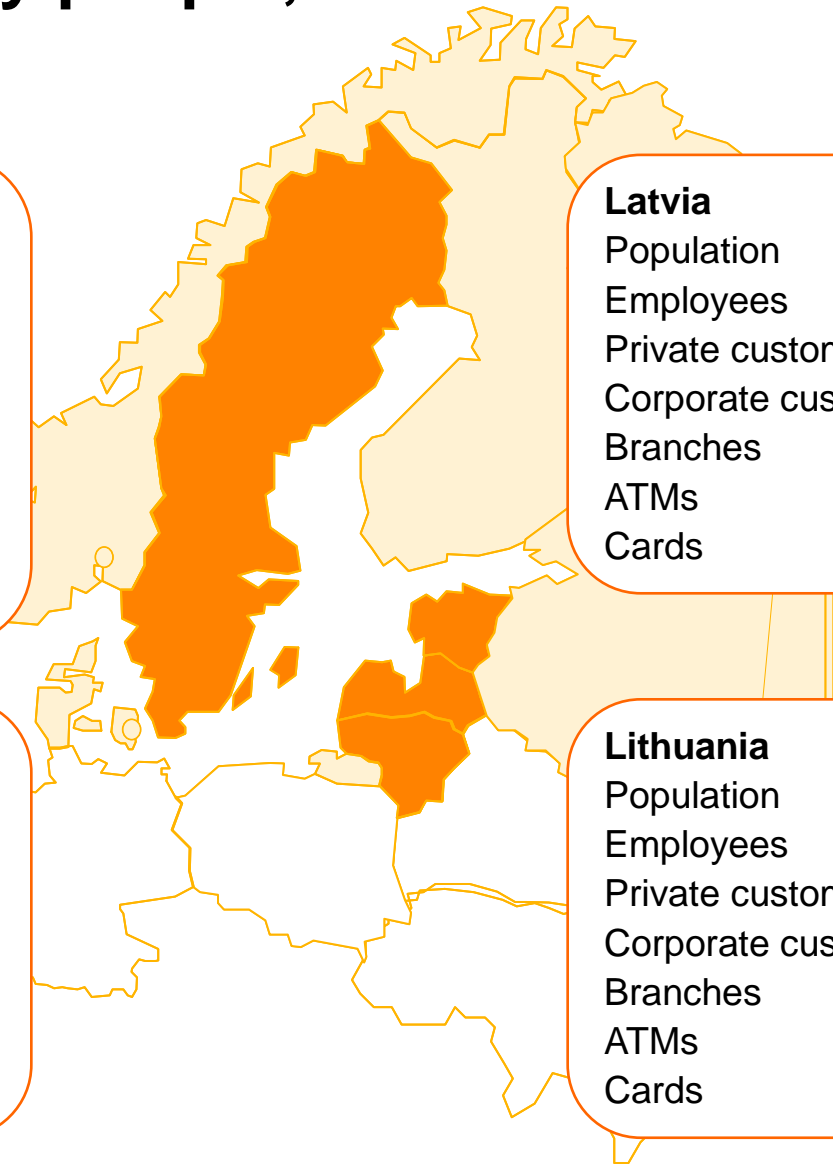 Latvia
Population
Employees
Private custor
Corporate cus
Branches
ATMs
Cards
Lithuania
Population
Employees
Private custor
Corporate cus
Branches
ATMs
Cards